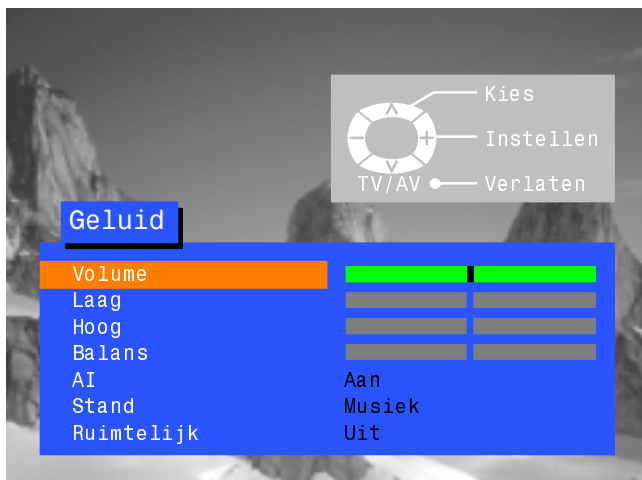 Kies
Instellen
TV/AV Verlaten
Geluid
Volume
Laag
Hoog
Balans
AI Aan
Stand Musiek
Ruimtelijk Uit